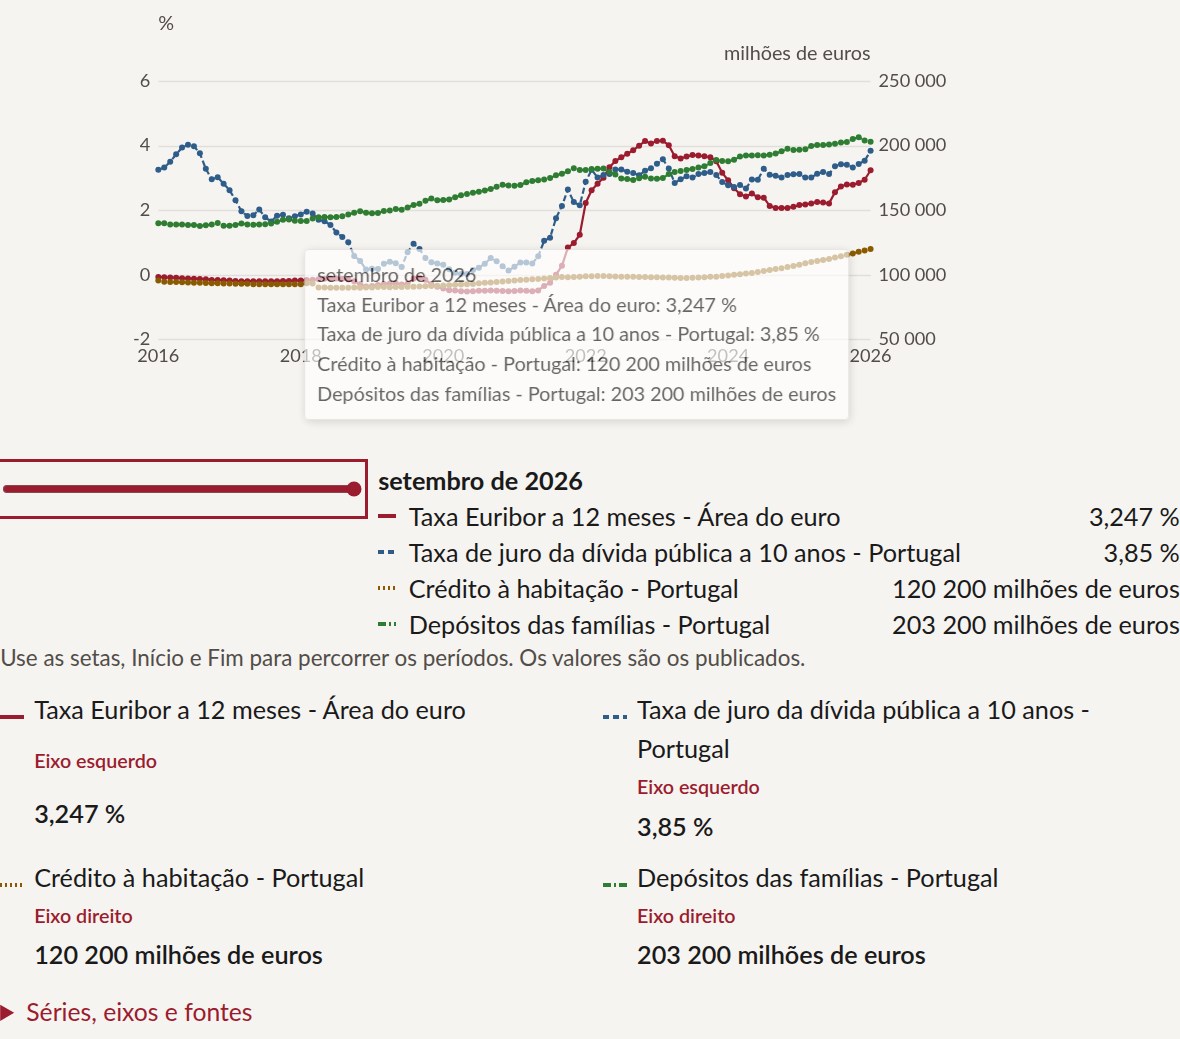 %
milhões de euros
6 250 000
4 200 000
2 150 000
0 100 000
-2 50 000
2016 2018 2020 2022 2024 2026
setembro de 2026
Taxa Euribor a 12 meses - Área do euro: 3,247 %
Taxa de juro da dívida pública a 10 anos - Portugal: 3,85 %
Crédito à habitação - Portugal: 120 200 milhões de euros
Depósitos das famílias - Portugal: 203 200 milhões de euros
setembro de 2026
Taxa Euribor a 12 meses - Área do euro 3,247 %
Taxa de juro da dívida pública a 10 anos - Portugal 3,85 %
Crédito à habitação - Portugal 120 200 milhões de euros
Depósitos das famílias - Portugal 203 200 milhões de euros
Use as setas, Início e Fim para percorrer os períodos. Os valores são os publicados.
Taxa Euribor a 12 meses - Área do euro
Eixo esquerdo
3,247 %
Taxa de juro da dívida pública a 10 anos -
Portugal
Eixo esquerdo
3,85 %
Crédito à habitação - Portugal
Eixo direito
120 200 milhões de euros
Depósitos das famílias - Portugal
Eixo direito
203 200 milhões de euros
Séries, eixos e fontes